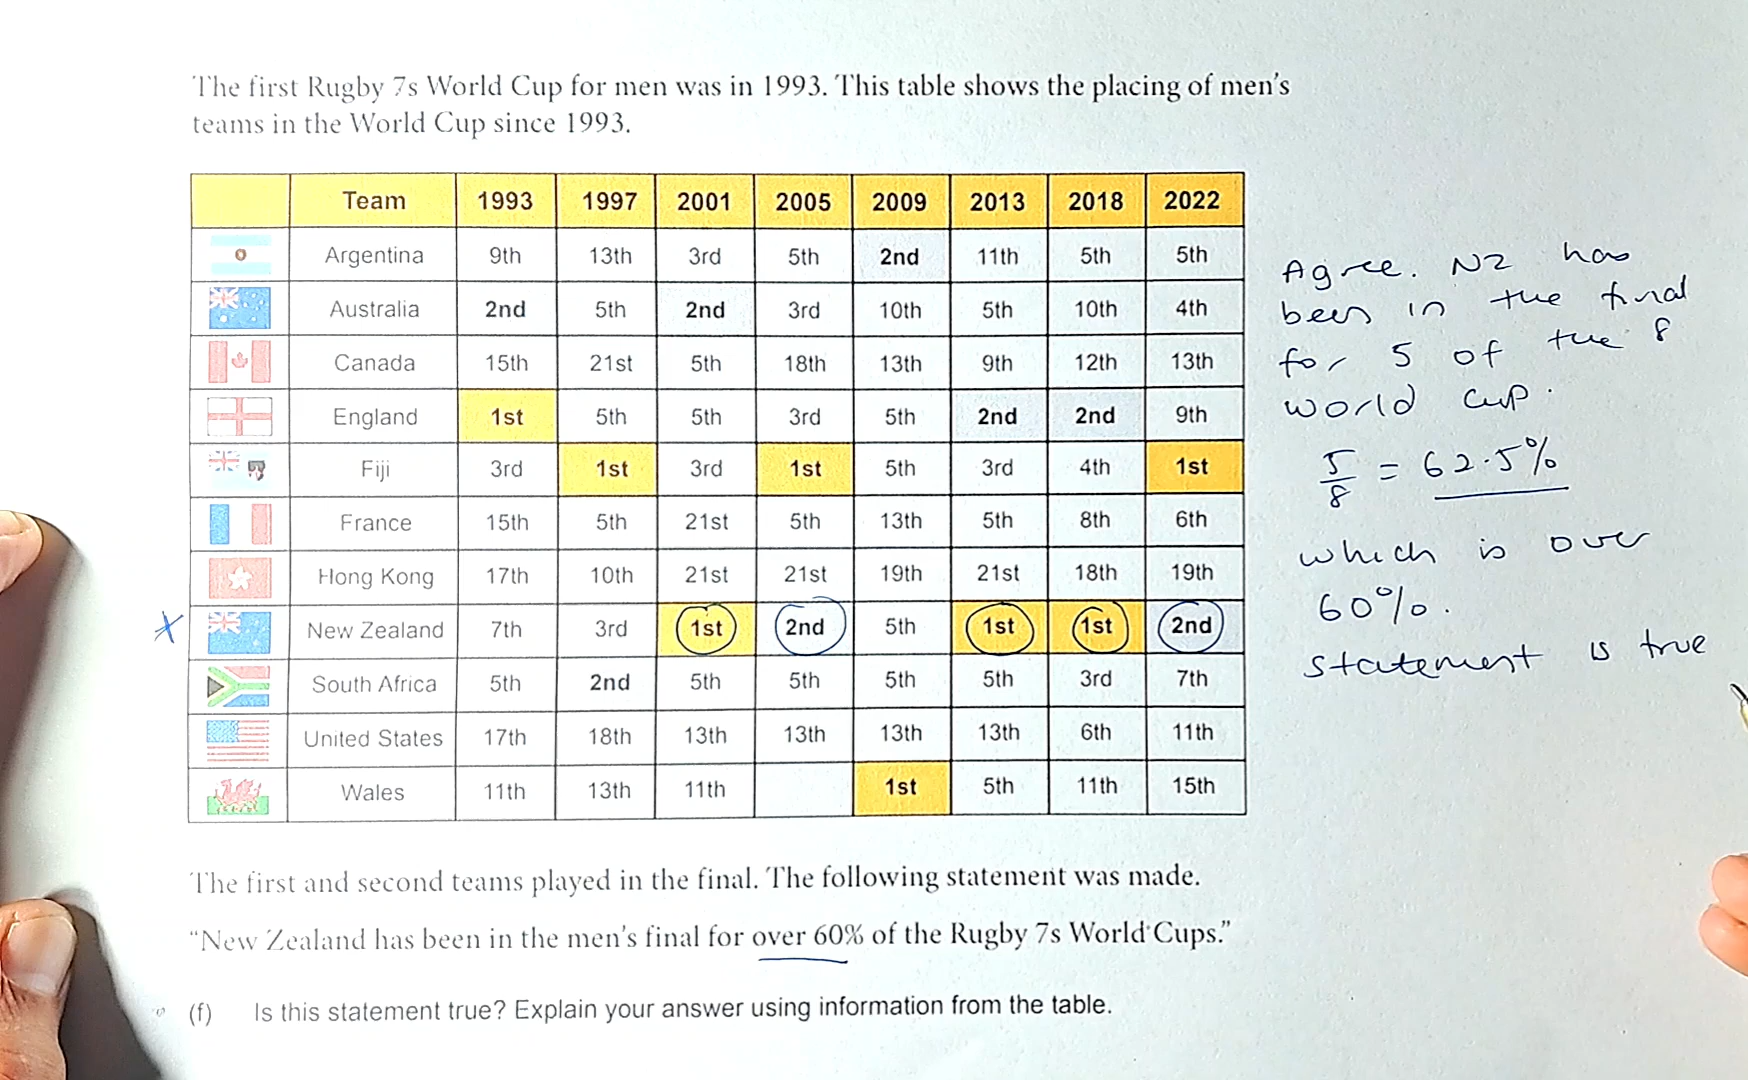 The first Rugby 7s World Cup for men was in 1993. This table shows the placing of men's
teams in the World Cup since 1993.
Team 1993 1997 2001 2005 2009 2013 2018 2022
Argentina 9th 13th 3rd 5th 2nd 11th 5th 5th
Australia 2nd 5th 2nd 3rd 10th 5th 10th 4th
Canada 15th 21st 5th 18th 13th 9th 12th 13th
England 1st 5th 5th 3rd 5th 2nd 2nd 9th
Fiji 3rd 1st 3rd 1st 5th 3rd 4th 1st
France 15th 5th 21st 5th 13th 5th 8th 6th
Hong Kong 17th 10th 21st 21st 19th 21st 18th 19th
New Zealand 7th 3rd 1st 2nd 5th 1st 1st 2nd
South Africa 5th 2nd 5th 5th 5th 5th 3rd 7th
United States 17th 18th 13th 13th 13th 13th 6th 11th
Wales 11th 13th 11th 1st 5th 11th 15th
Agree. NZ has
been in the final
for 5 of the 8
world cup.
5/8 = 62.5%
which is over
60%.
statement is true
The first and second teams played in the final. The following statement was made.
"New Zealand has been in the men's final for over 60% of the Rugby 7s World Cups."
(f) Is this statement true? Explain your answer using information from the table.